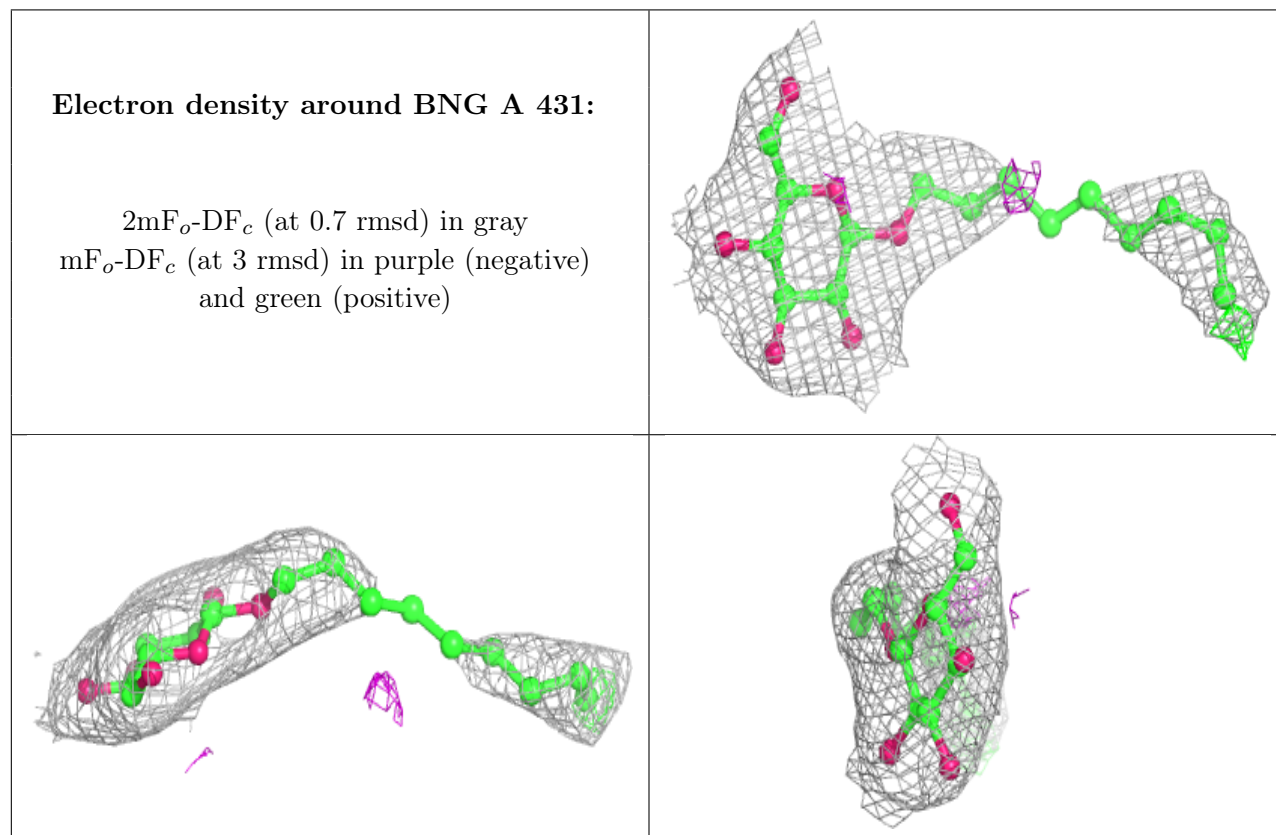 Electron density around BNG A 431:
2mFo-DFc (at 0.7 rmsd) in gray
mFo-DFc (at 3 rmsd) in purple (negative)
and green (positive)